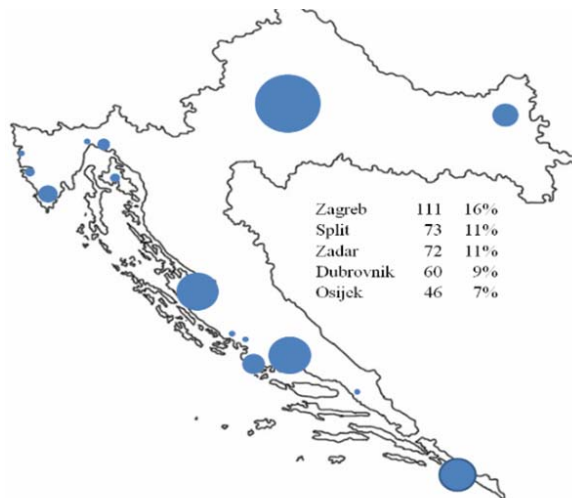 Zagreb 111 16%
Split 73 11%
Zadar 72 11%
Dubrovnik 60 9%
Osijek 46 7%